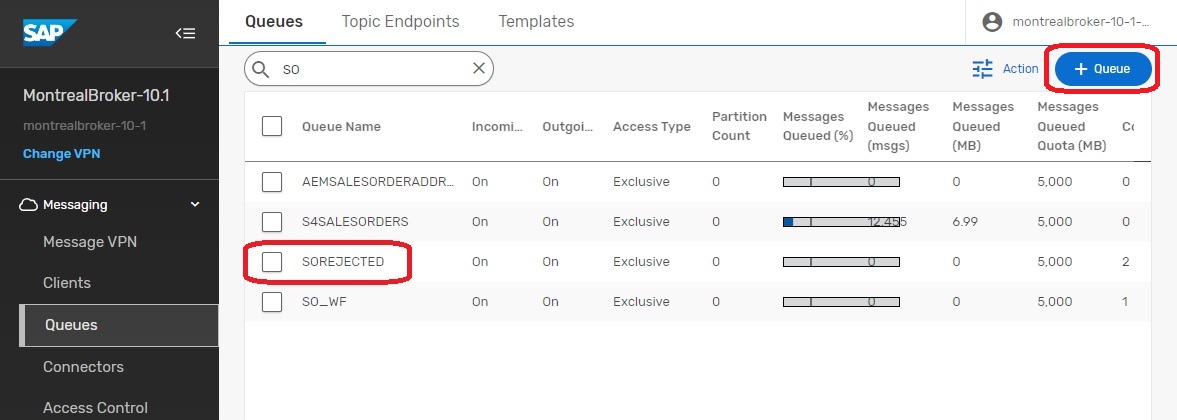 SAP
Queues Topic Endpoints Templates
montrealbroker-10-1-...
SO
Action
+ Queue
MontrealBroker-10.1
montrealbroker-10-1
Change VPN
Messaging
Message VPN
Clients
Queues
Connectors
Access Control
Queue Name Incomi... Outgoi... Access Type Partition Count Messages Queued (%) Messages Queued (msgs) Messages Queued (MB) Messages Queued Quota (MB)
AEMSALESORDERADDR... On On Exclusive 0 0 0 5,000 0
S4SALESORDERS On On Exclusive 0 12,455 6.99 5,000 0
SOREJECTED On On Exclusive 0 0 0 5,000 2
SO_WF On On Exclusive 0 0 0 5,000 1